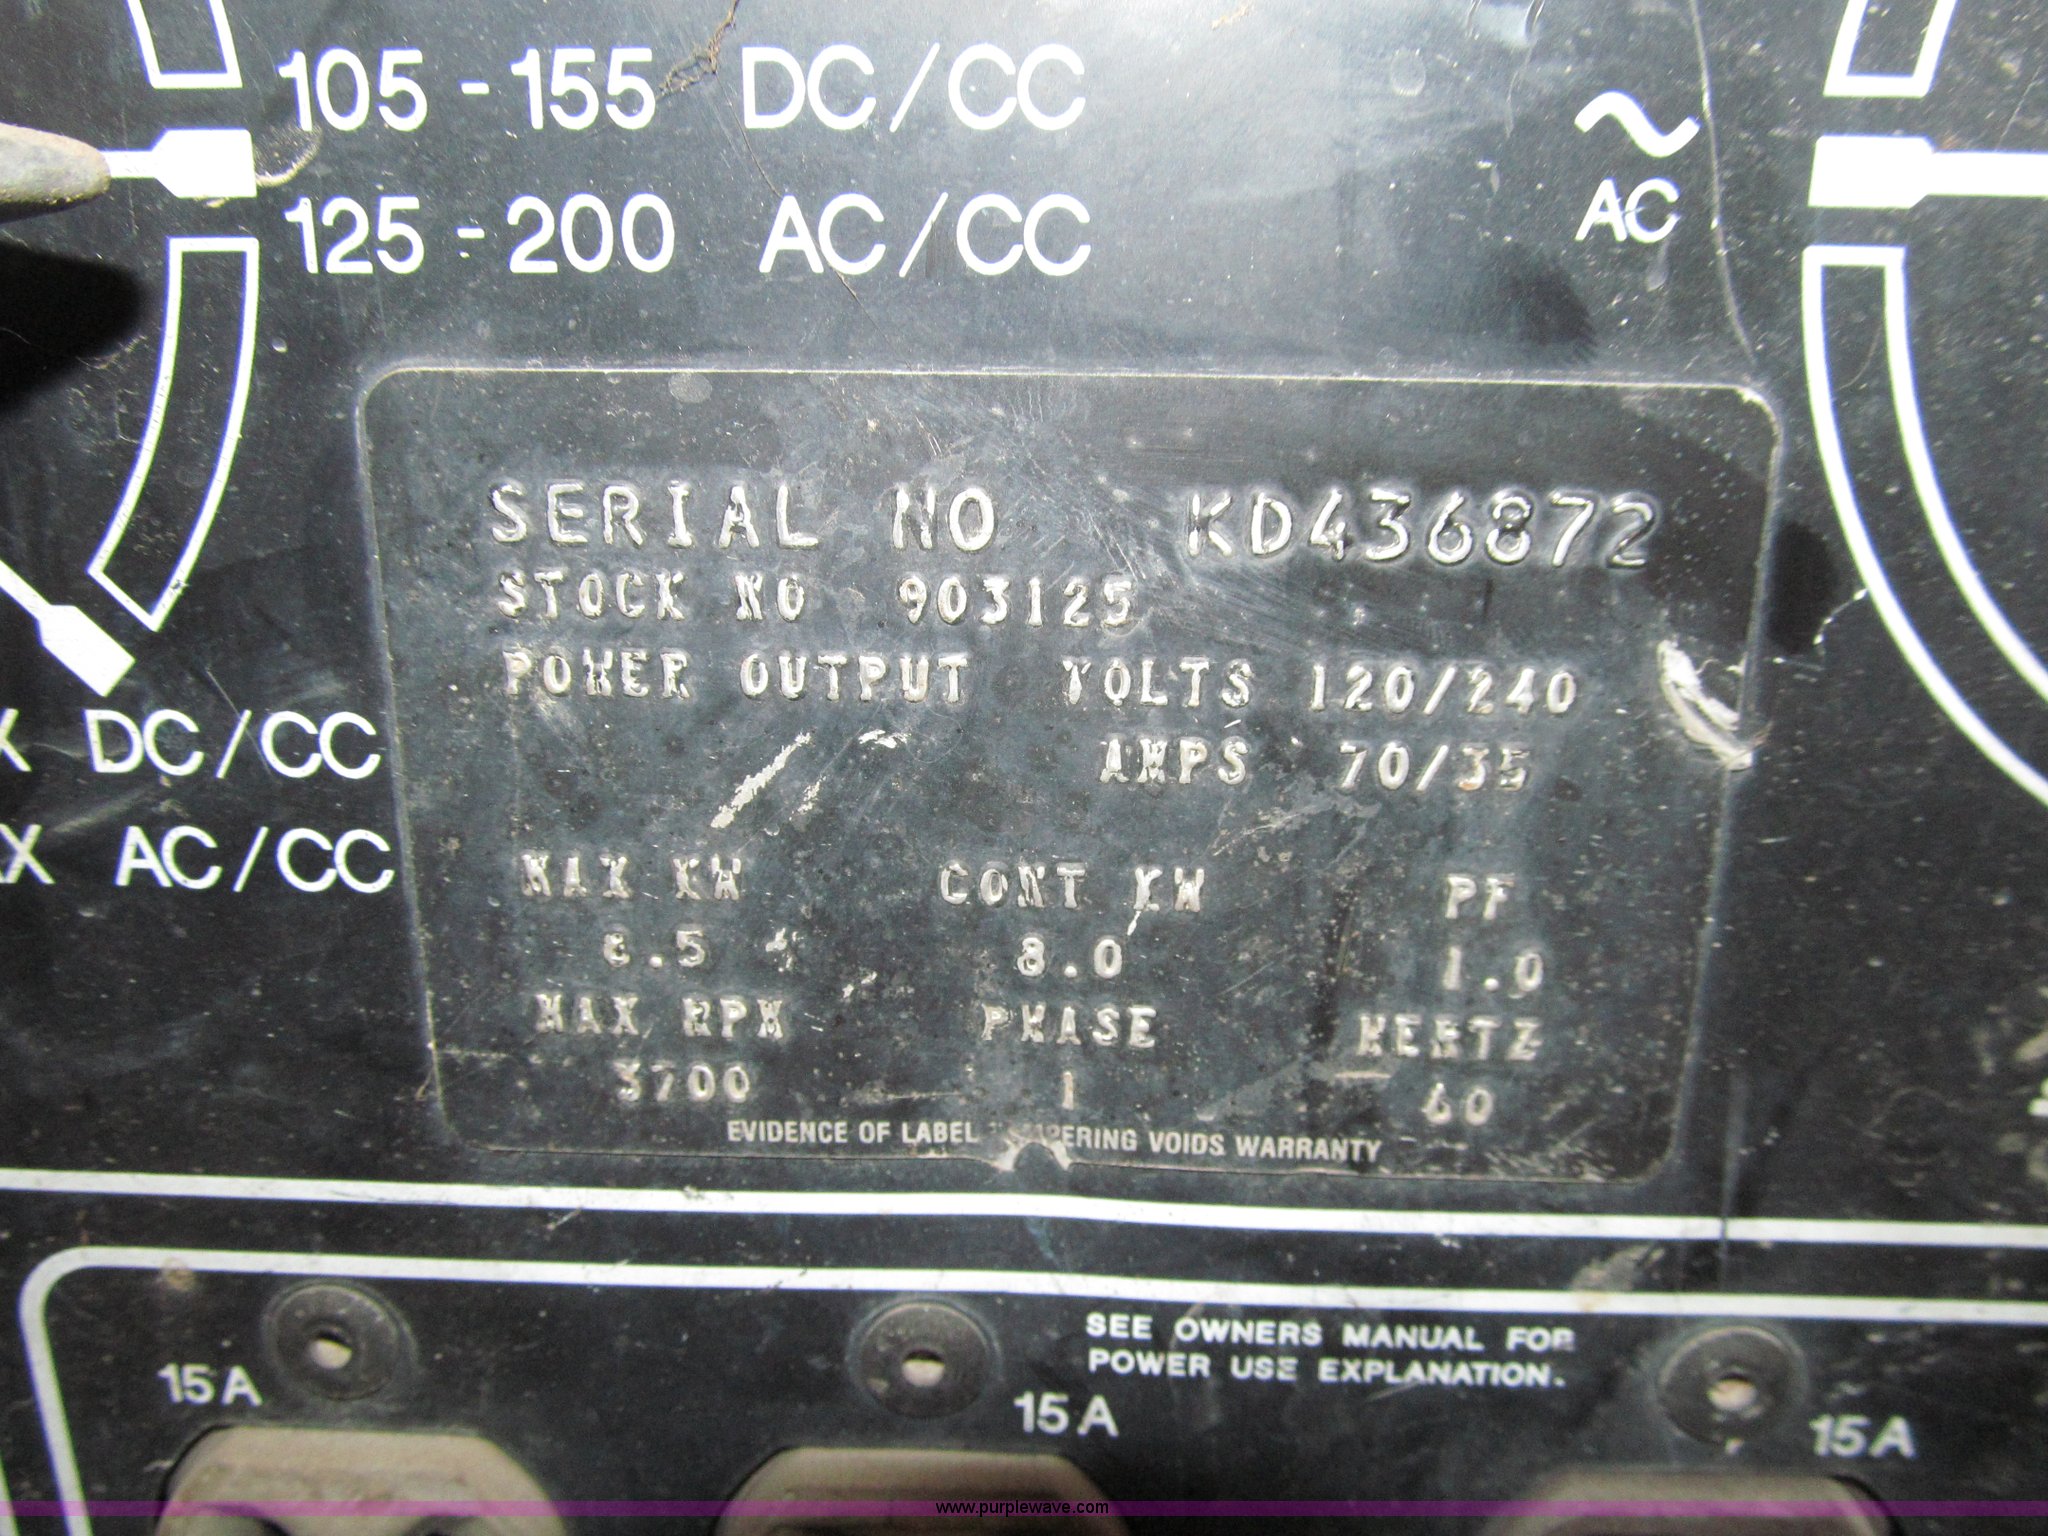 105 - 155 DC/CC
125 - 200 AC/CC
AC
SERIAL NO KD436872
STOCK NO 903125
POWER OUTPUT VOLTS 120/240
AMPS 70/35
X DC/CC
X AC/CC
MAX KW CONT KW PF
8.5 8.0 1.0
MAX RPM PHASE HERTZ
3700 1 60
EVIDENCE OF LABEL VOIDS WARRANTY
SEE OWNERS MANUAL FOR
POWER USE EXPLANATION.
15A
15A
15A
www.purplewave.com